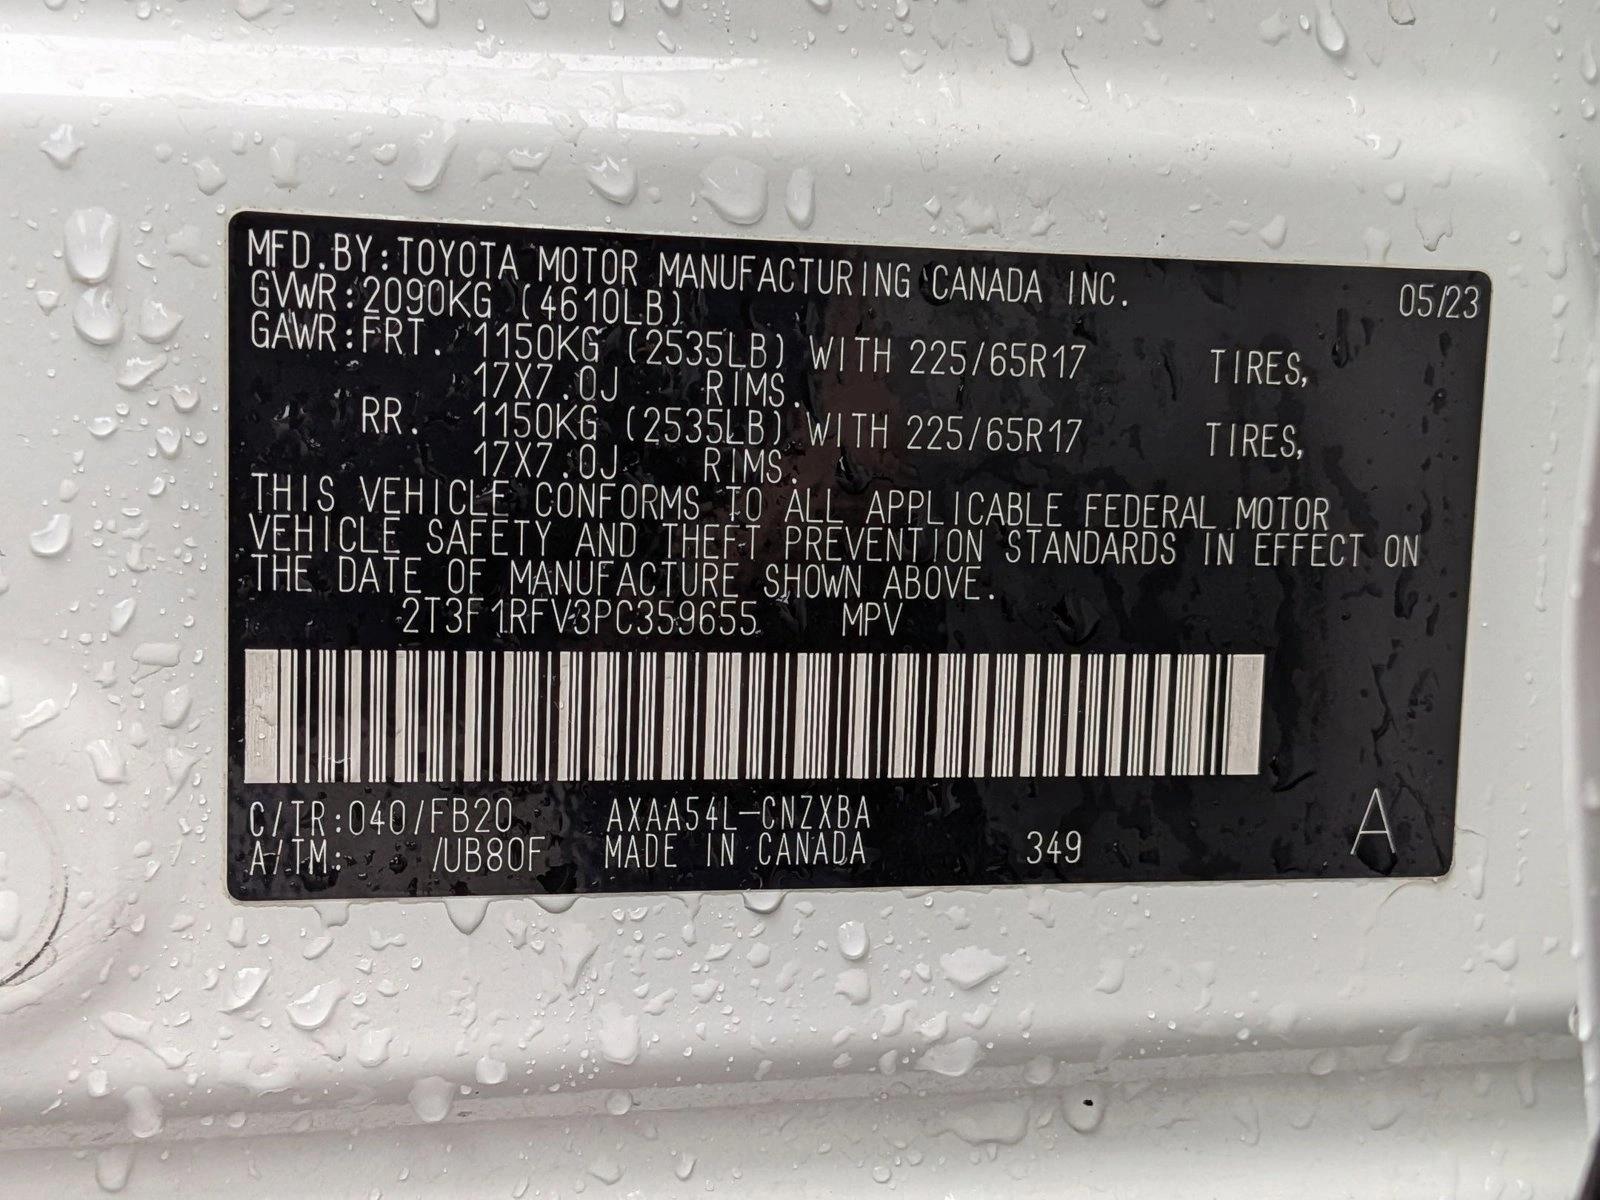 MFD.BY:TOYOTA MOTOR MANUFACTURING CANADA INC. 05/23
GVWR:2090KG (4610LB)
GAWR:FRT. 1150KG (2535LB) WITH 225/65R17 TIRES,
17X7.0J RIMS.
RR. 1150KG (2535LB) WITH 225/65R17 TIRES,
17X7.0J RIMS.
THIS VEHICLE CONFORMS TO ALL APPLICABLE FEDERAL MOTOR
VEHICLE SAFETY AND THEFT PREVENTION STANDARDS IN EFFECT ON
THE DATE OF MANUFACTURE SHOWN ABOVE.
2T3F1RFV3PC359655 MPV
C/TR:040/FB20 AXAA54L-CNZXBA
A/TM: /UB80F MADE IN CANADA 349 A